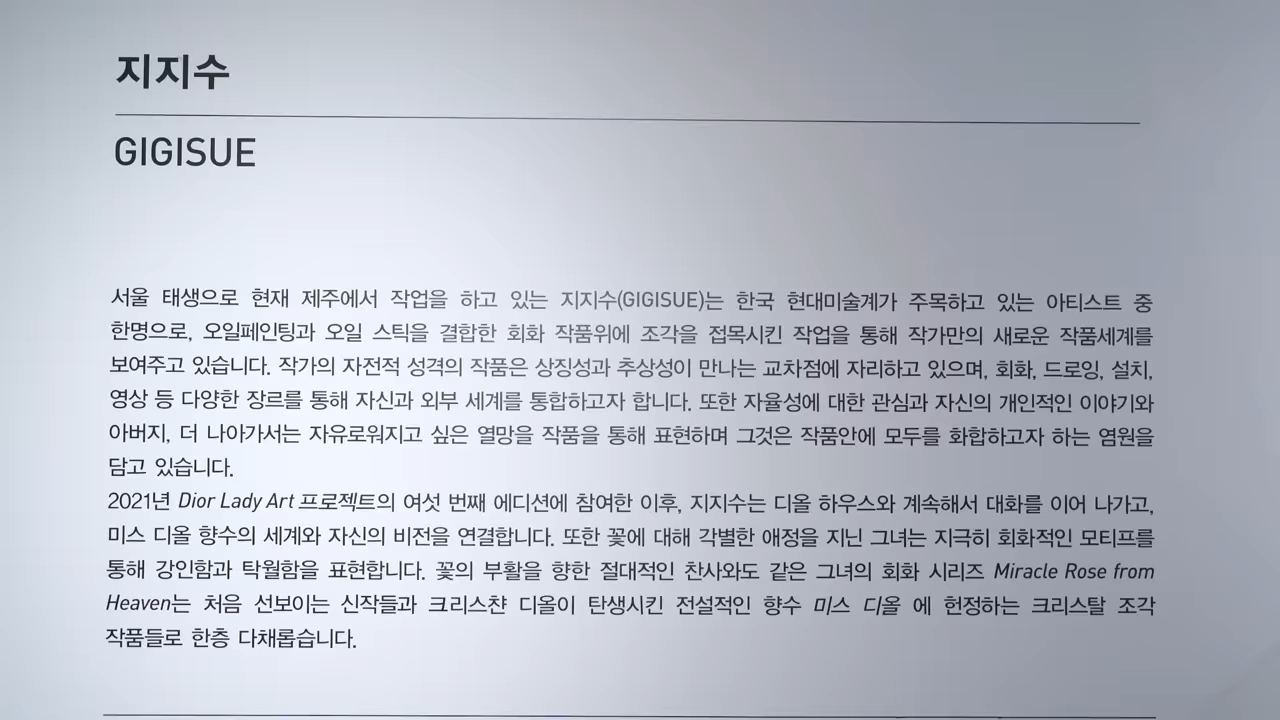 지지수
GIGISUE
서울 태생으로 현재 제주에서 작업을 하고 있는 지지수(GIGISUE)는 한국 현대미술계가 주목하고 있는 아티스트 중
한명으로, 오일페인팅과 오일 스틱을 결합한 회화 작품위에 조각을 접목시킨 작업을 통해 작가만의 새로운 작품세계를
보여주고 있습니다. 작가의 자전적 성격의 작품은 상징성과 추상성이 만나는 교차점에 자리하고 있으며, 회화, 드로잉, 설치,
영상 등 다양한 장르를 통해 자신과 외부 세계를 통합하고자 합니다. 또한 자율성에 대한 관심과 자신의 개인적인 이야기와
아버지, 더 나아가서는 자유로워지고 싶은 열망을 작품을 통해 표현하며 그것은 작품안에 모두를 화합하고자 하는 염원을
담고 있습니다.
2021년 Dior Lady Art 프로젝트의 여섯 번째 에디션에 참여한 이후, 지지수는 디올 하우스와 계속해서 대화를 이어 나가고,
미스 디올 향수의 세계와 자신의 비전을 연결합니다. 또한 꽃에 대해 각별한 애정을 지닌 그녀는 지극히 회화적인 모티프를
통해 강인함과 탁월함을 표현합니다. 꽃의 부활을 향한 절대적인 찬사와도 같은 그녀의 회화 시리즈 Miracle Rose from
Heaven는 처음 선보이는 신작들과 크리스챤 디올이 탄생시킨 전설적인 향수 미스 디올 에 헌정하는 크리스탈 조각
작품들로 한층 다채롭습니다.